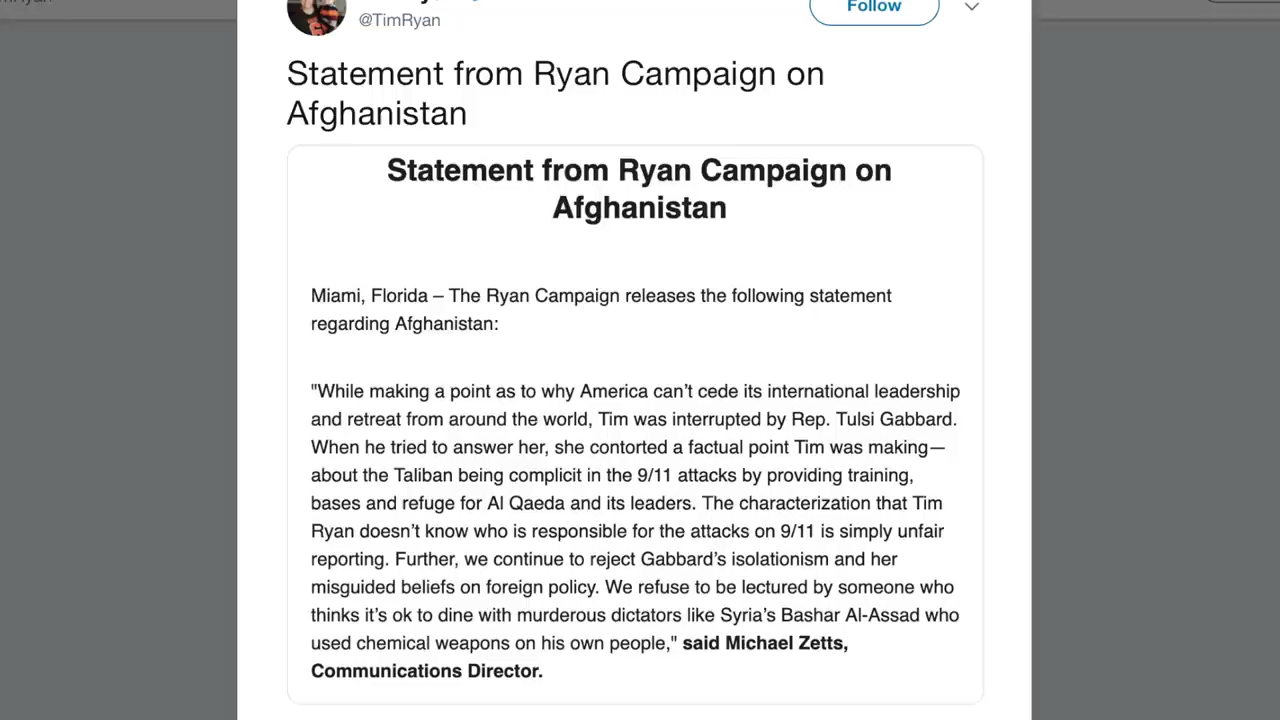 @TimRyan
Follow
Statement from Ryan Campaign on
Afghanistan
Statement from Ryan Campaign on
Afghanistan
Miami, Florida – The Ryan Campaign releases the following statement
regarding Afghanistan:
"While making a point as to why America can’t cede its international leadership
and retreat from around the world, Tim was interrupted by Rep. Tulsi Gabbard.
When he tried to answer her, she contorted a factual point Tim was making—
about the Taliban being complicit in the 9/11 attacks by providing training,
bases and refuge for Al Qaeda and its leaders. The characterization that Tim
Ryan doesn’t know who is responsible for the attacks on 9/11 is simply unfair
reporting. Further, we continue to reject Gabbard’s isolationism and her
misguided beliefs on foreign policy. We refuse to be lectured by someone who
thinks it’s ok to dine with murderous dictators like Syria’s Bashar Al-Assad who
used chemical weapons on his own people," said Michael Zetts,
Communications Director.